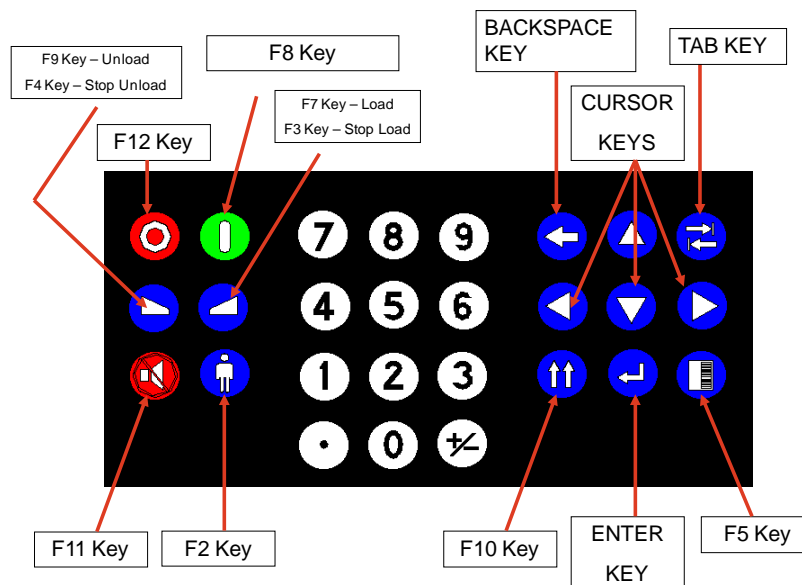 BACKSPACE
KEY
TAB KEY
F9 Key – Unload
F4 Key – Stop Unload
F8 Key
F7 Key – Load
F3 Key – Stop Load
CURSOR
KEYS
F12 Key
7 8 9
4 5 6
1 2 3
. 0 +/-
F11 Key
F2 Key
F10 Key
ENTER
KEY
F5 Key